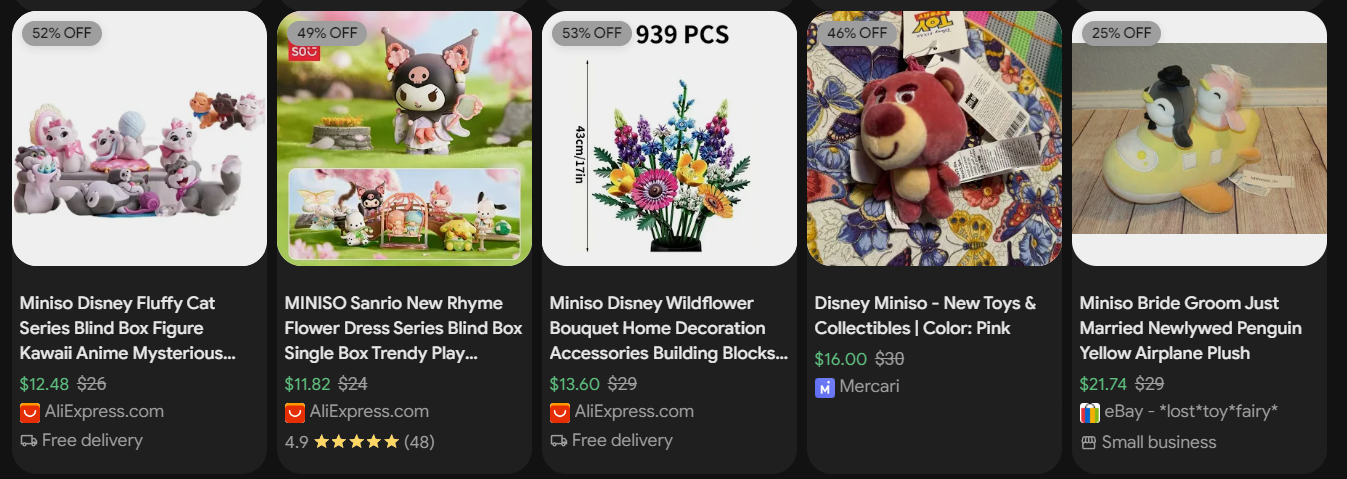 52% OFF
Miniso Disney Fluffy Cat
Series Blind Box Figure
Kawaii Anime Mysterious...
$12.48 $26
AliExpress.com
Free delivery
49% OFF
MINISO Sanrio New Rhyme
Flower Dress Series Blind Box
Single Box Trendy Play...
$11.82 $24
AliExpress.com
4.9 ★★★★★ (48)
53% OFF
939 PCS
43cm/17in
Miniso Disney Wildflower
Bouquet Home Decoration
Accessories Building Blocks...
$13.60 $29
AliExpress.com
Free delivery
46% OFF
TOY
Disney Miniso - New Toys &
Collectibles | Color: Pink
$16.00 $30
Mercari
25% OFF
Miniso Bride Groom Just
Married Newlywed Penguin
Yellow Airplane Plush
$21.74 $29
eBay - *lost*toy*fairy*
Small business